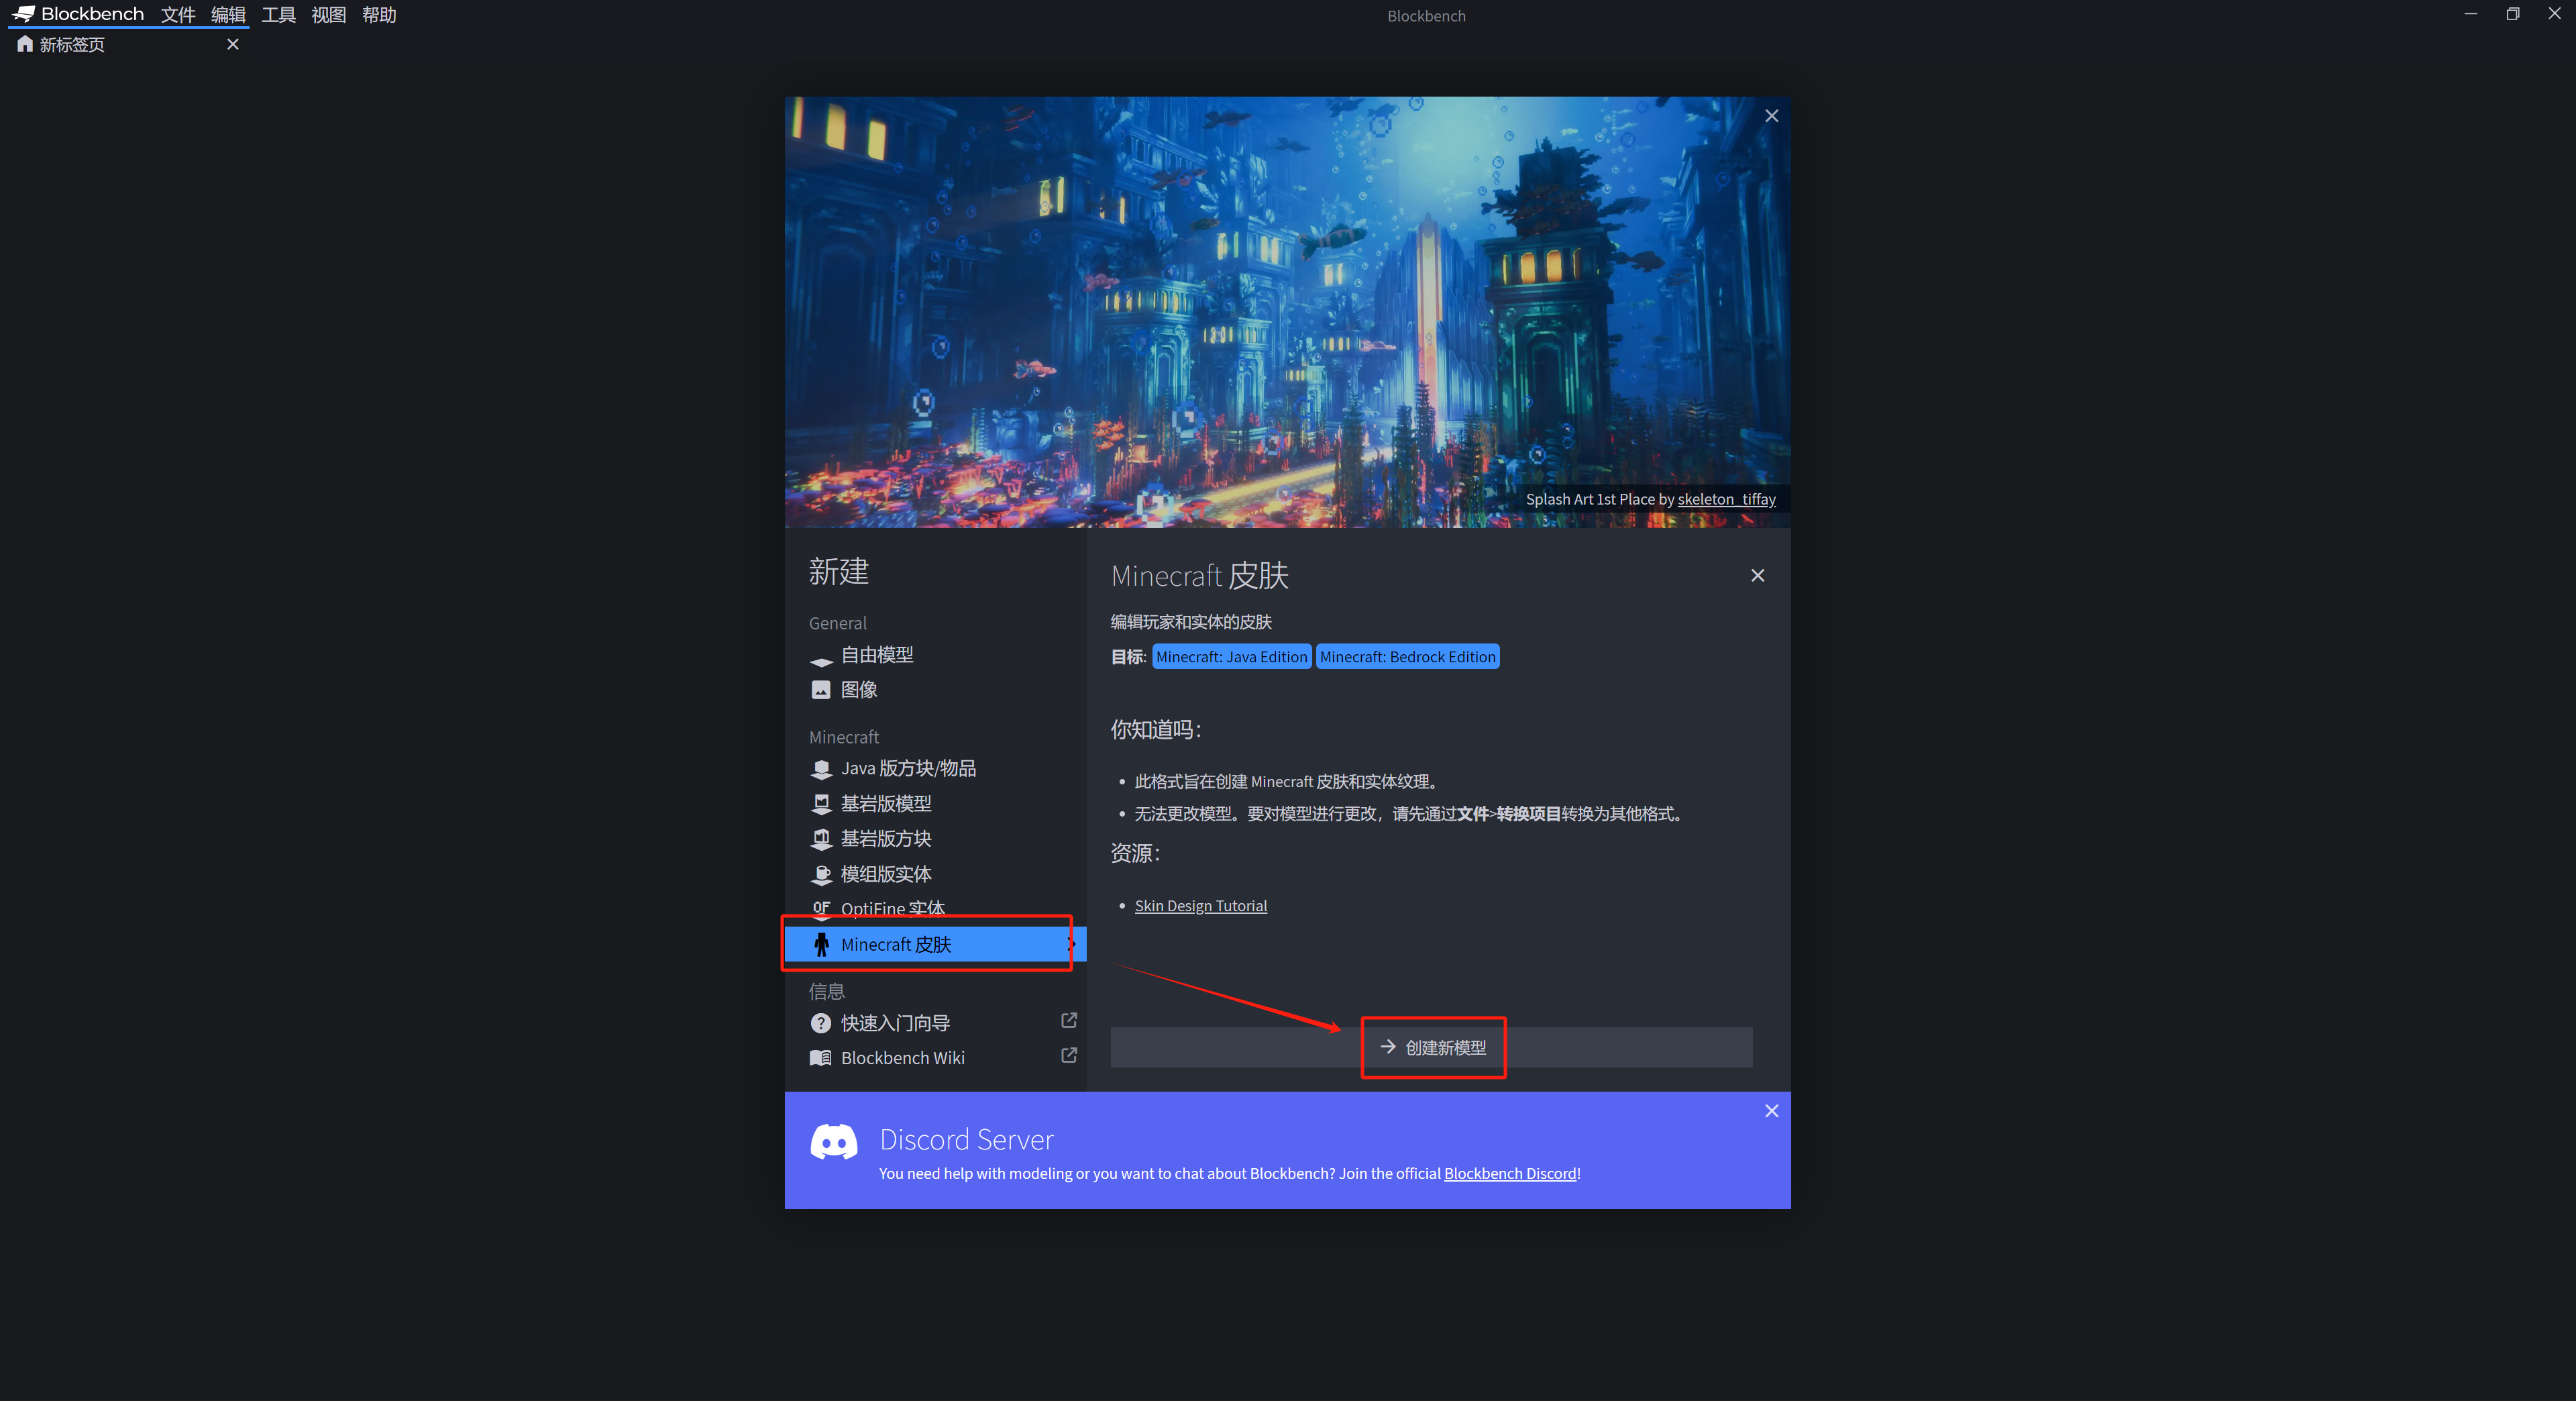 Blockbench 文件 编辑 工具 视图 帮助
Blockbench
新标签页
Splash Art 1st Place by skeleton_tiffay
新建
General
自由模型
图像
Minecraft
Java 版方块/物品
基岩版模型
基岩版方块
模组版实体
OF OptiFine 实体
Minecraft 皮肤
信息
快速入门向导
Blockbench Wiki
Minecraft 皮肤
编辑玩家和实体的皮肤
目标: Minecraft: Java Edition Minecraft: Bedrock Edition
你知道吗：
• 此格式旨在创建 Minecraft 皮肤和实体纹理。
• 无法更改模型。要对模型进行更改，请先通过文件>转换项目转换为其他格式。
资源：
• Skin Design Tutorial
创建新模型
Discord Server
You need help with modeling or you want to chat about Blockbench? Join the official Blockbench Discord!